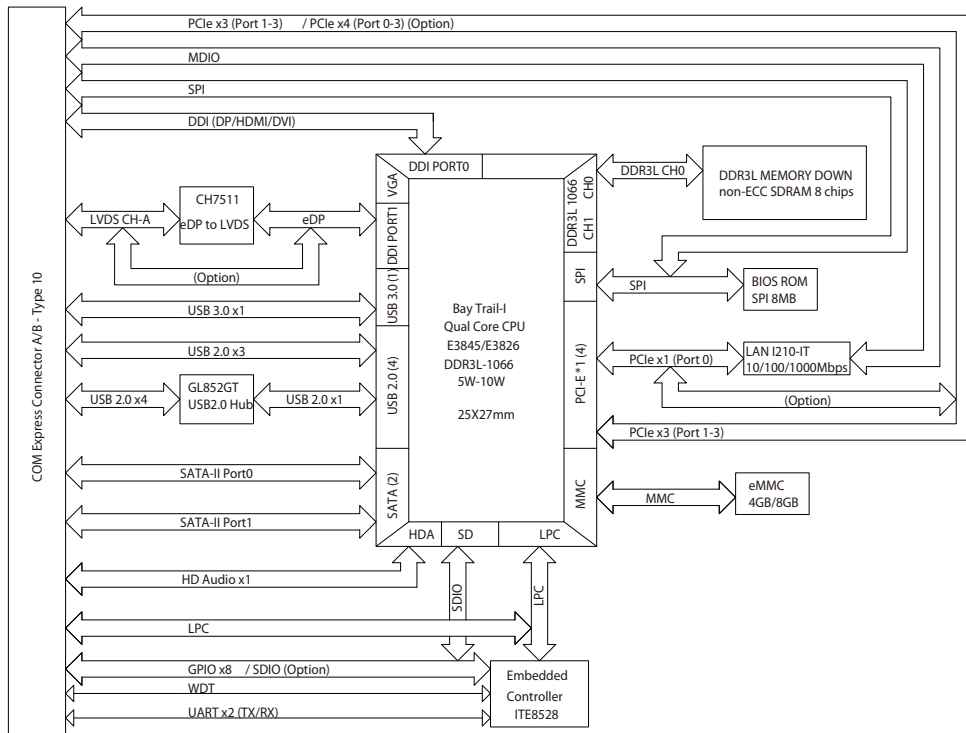 PCIe x3 (Port 1-3) / PCIe x4 (Port 0-3) (Option)
MDIO
SPI
DDI (DP/HDMI/DVI)
COM Express Connector A/B - Type 10
DDI PORT0
VGA
DDI PORT1
USB 3.0 (1)
USB 2.0 (4)
SATA (2)
HDA
SD
LPC
DDR3L 1066
CH1 CH0
SPI
PCI-E*1 (4)
MMC
Bay Trail-I
Qual Core CPU
E3845/E3826
DDR3L-1066
5W-10W
25X27mm
LVDS CH-A
CH7511
eDP to LVDS
eDP
(Option)
USB 3.0 x1
USB 2.0 x3
USB 2.0 x4
GL852GT
USB2.0 Hub
USB 2.0 x1
SATA-II Port0
SATA-II Port1
HD Audio x1
LPC
GPIO x8 / SDIO (Option)
WDT
UART x2 (TX/RX)
SDIO
LPC
Embedded
Controller
ITE8528
DDR3L CH0
DDR3L MEMORY DOWN
non-ECC SDRAM 8 chips
SPI
BIOS ROM
SPI 8MB
PCIe x1 (Port 0)
LAN I210-IT
10/100/1000Mbps
(Option)
PCIe x3 (Port 1-3)
MMC
eMMC
4GB/8GB